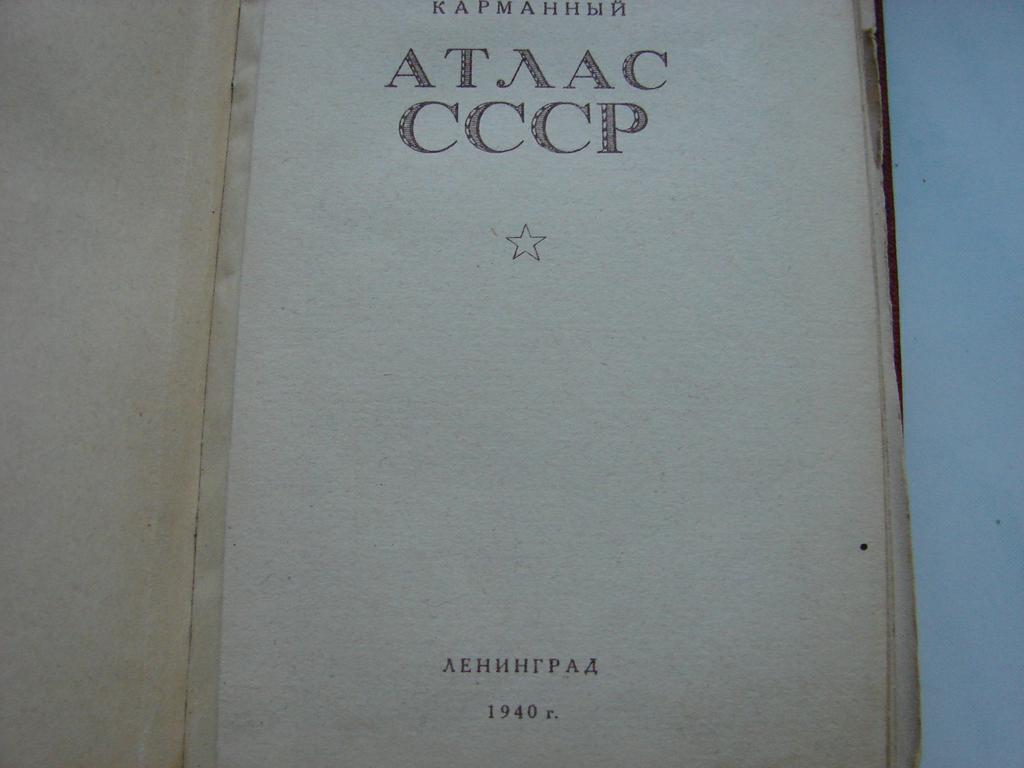 КАРМАННЫЙ
АТЛАС
СССР
ЛЕНИНГРАД
1940 г.